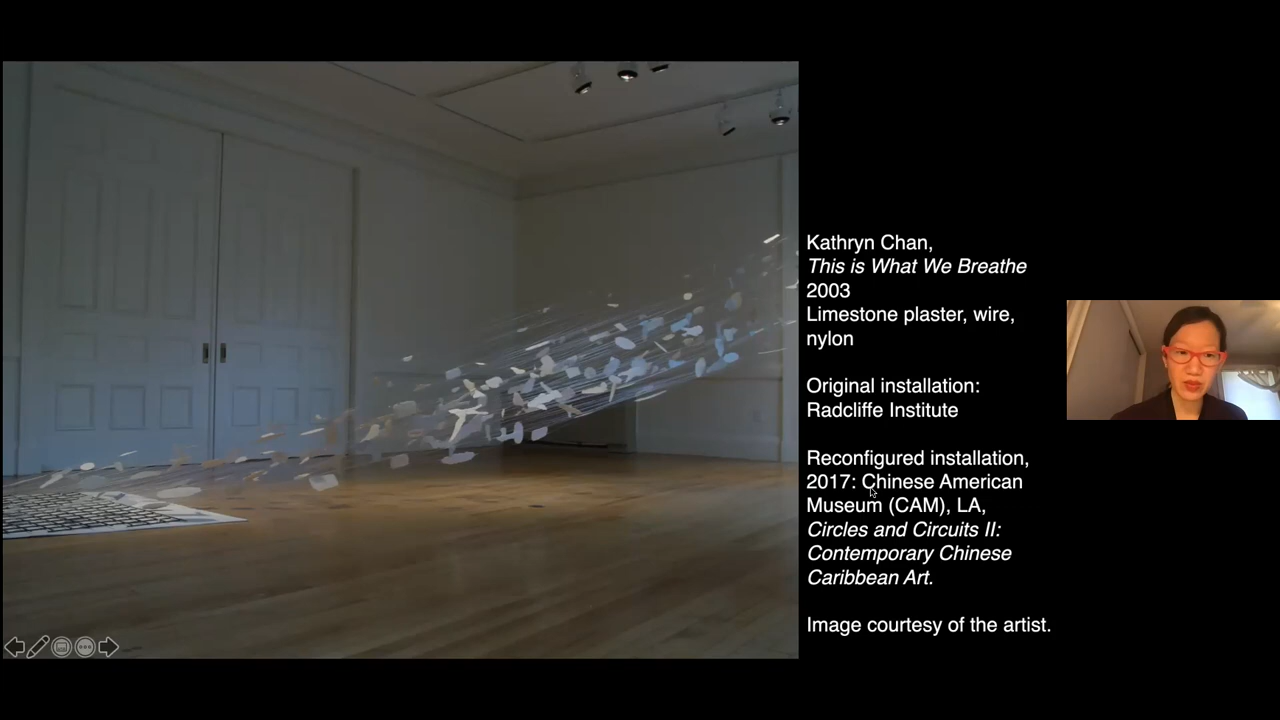 Kathryn Chan,
This is What We Breathe
2003
Limestone plaster, wire,
nylon
Original installation:
Radcliffe Institute
Reconfigured installation,
2017: Chinese American
Museum (CAM), LA,
Circles and Circuits II:
Contemporary Chinese
Caribbean Art.
Image courtesy of the artist.